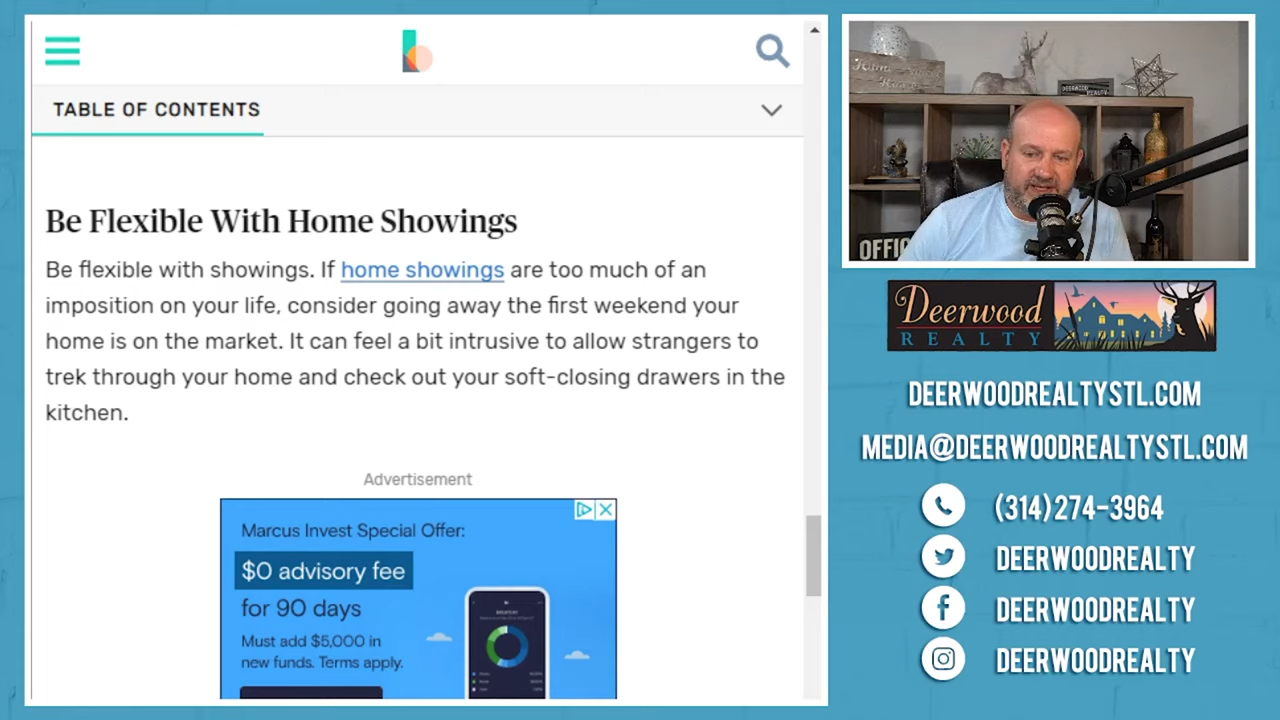 TABLE OF CONTENTS
Be Flexible With Home Showings
Be flexible with showings. If home showings are too much of an
imposition on your life, consider going away the first weekend your
home is on the market. It can feel a bit intrusive to allow strangers to
trek through your home and check out your soft-closing drawers in the
kitchen.
Advertisement
Marcus Invest Special Offer:
$0 advisory fee
for 90 days
Must add $5,000 in
new funds. Terms apply.
DEERWOOD
REALTY
OFFIC
Deerwood
REALTY
DEERWOODREALTYSTL.COM
MEDIA@DEERWOODREALTYSTL.COM
(314)274-3964
DEERWOODREALTY
DEERWOODREALTY
DEERWOODREALTY